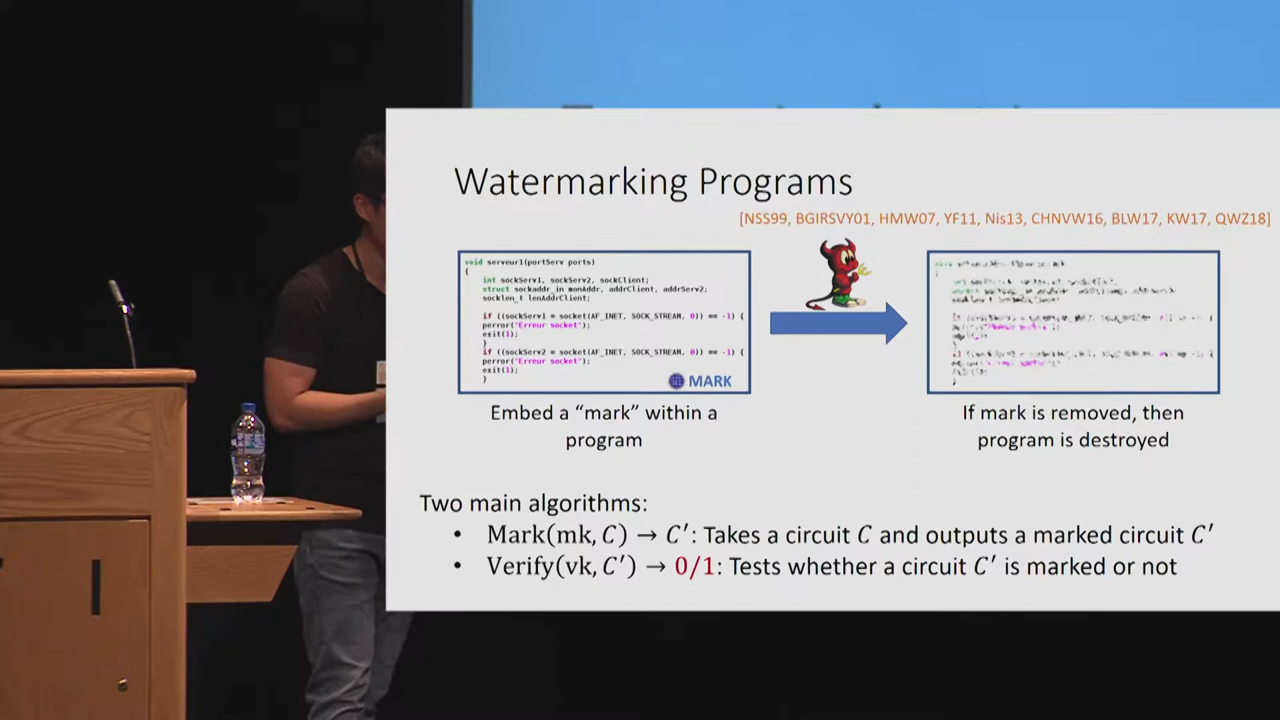 Watermarking Programs
[NSS99, BGIRSVY01, HMW07, YF11, Nis13, CHNVW16, BLW17, KW17, QWZ18]
void serveur1(portServ ports)
{
int sockServ1, sockServ2, sockClient;
struct sockaddr_in monAddr, addrClient, addrServ2;
socklen_t lenAddrClient;
if ((sockServ1 = socket(AF_INET, SOCK_STREAM, 0)) == -1) {
perror("Erreur socket");
exit(1);
}
if ((sockServ2 = socket(AF_INET, SOCK_STREAM, 0)) == -1) {
perror("Erreur socket");
exit(1);
}
MARK
Embed a “mark” within a
program
If mark is removed, then
program is destroyed
Two main algorithms:
• Mark(mk, C) → C′: Takes a circuit C and outputs a marked circuit C′
• Verify(vk, C′) → 0/1: Tests whether a circuit C′ is marked or not